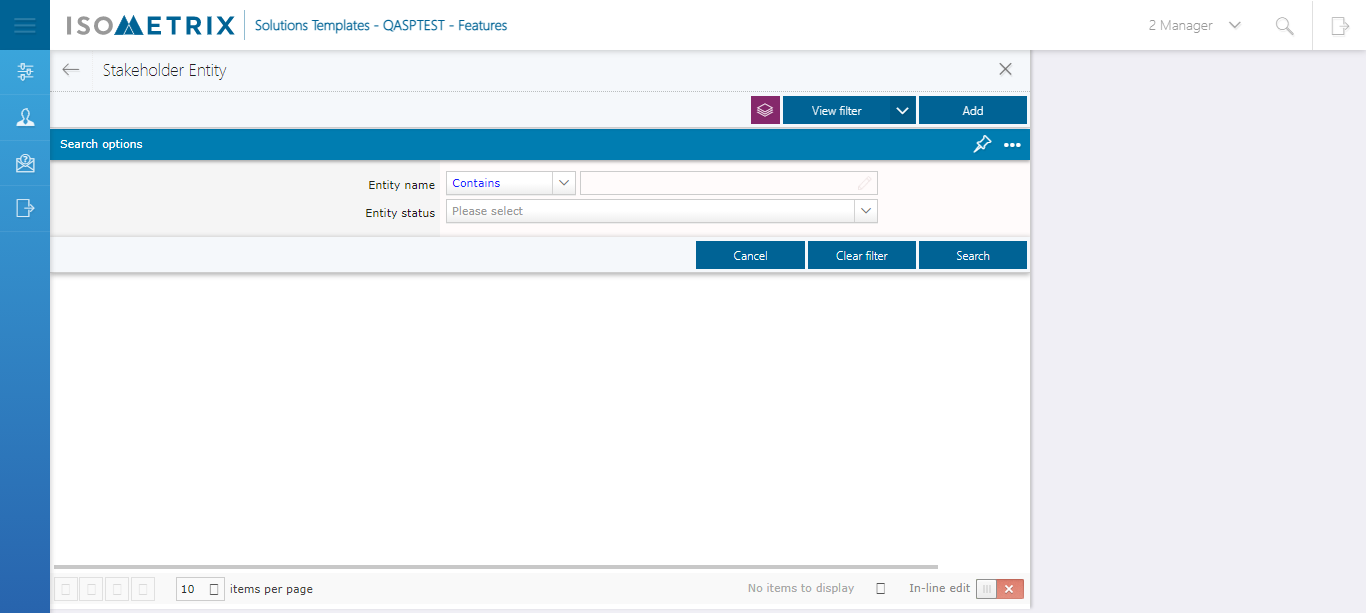 ISOMETRIX Solutions Templates - QASPTEST - Features 2 Manager
Stakeholder Entity
View filter Add
Search options
Entity name Contains
Entity status Please select
Cancel Clear filter Search
10 items per page No items to display In-line edit